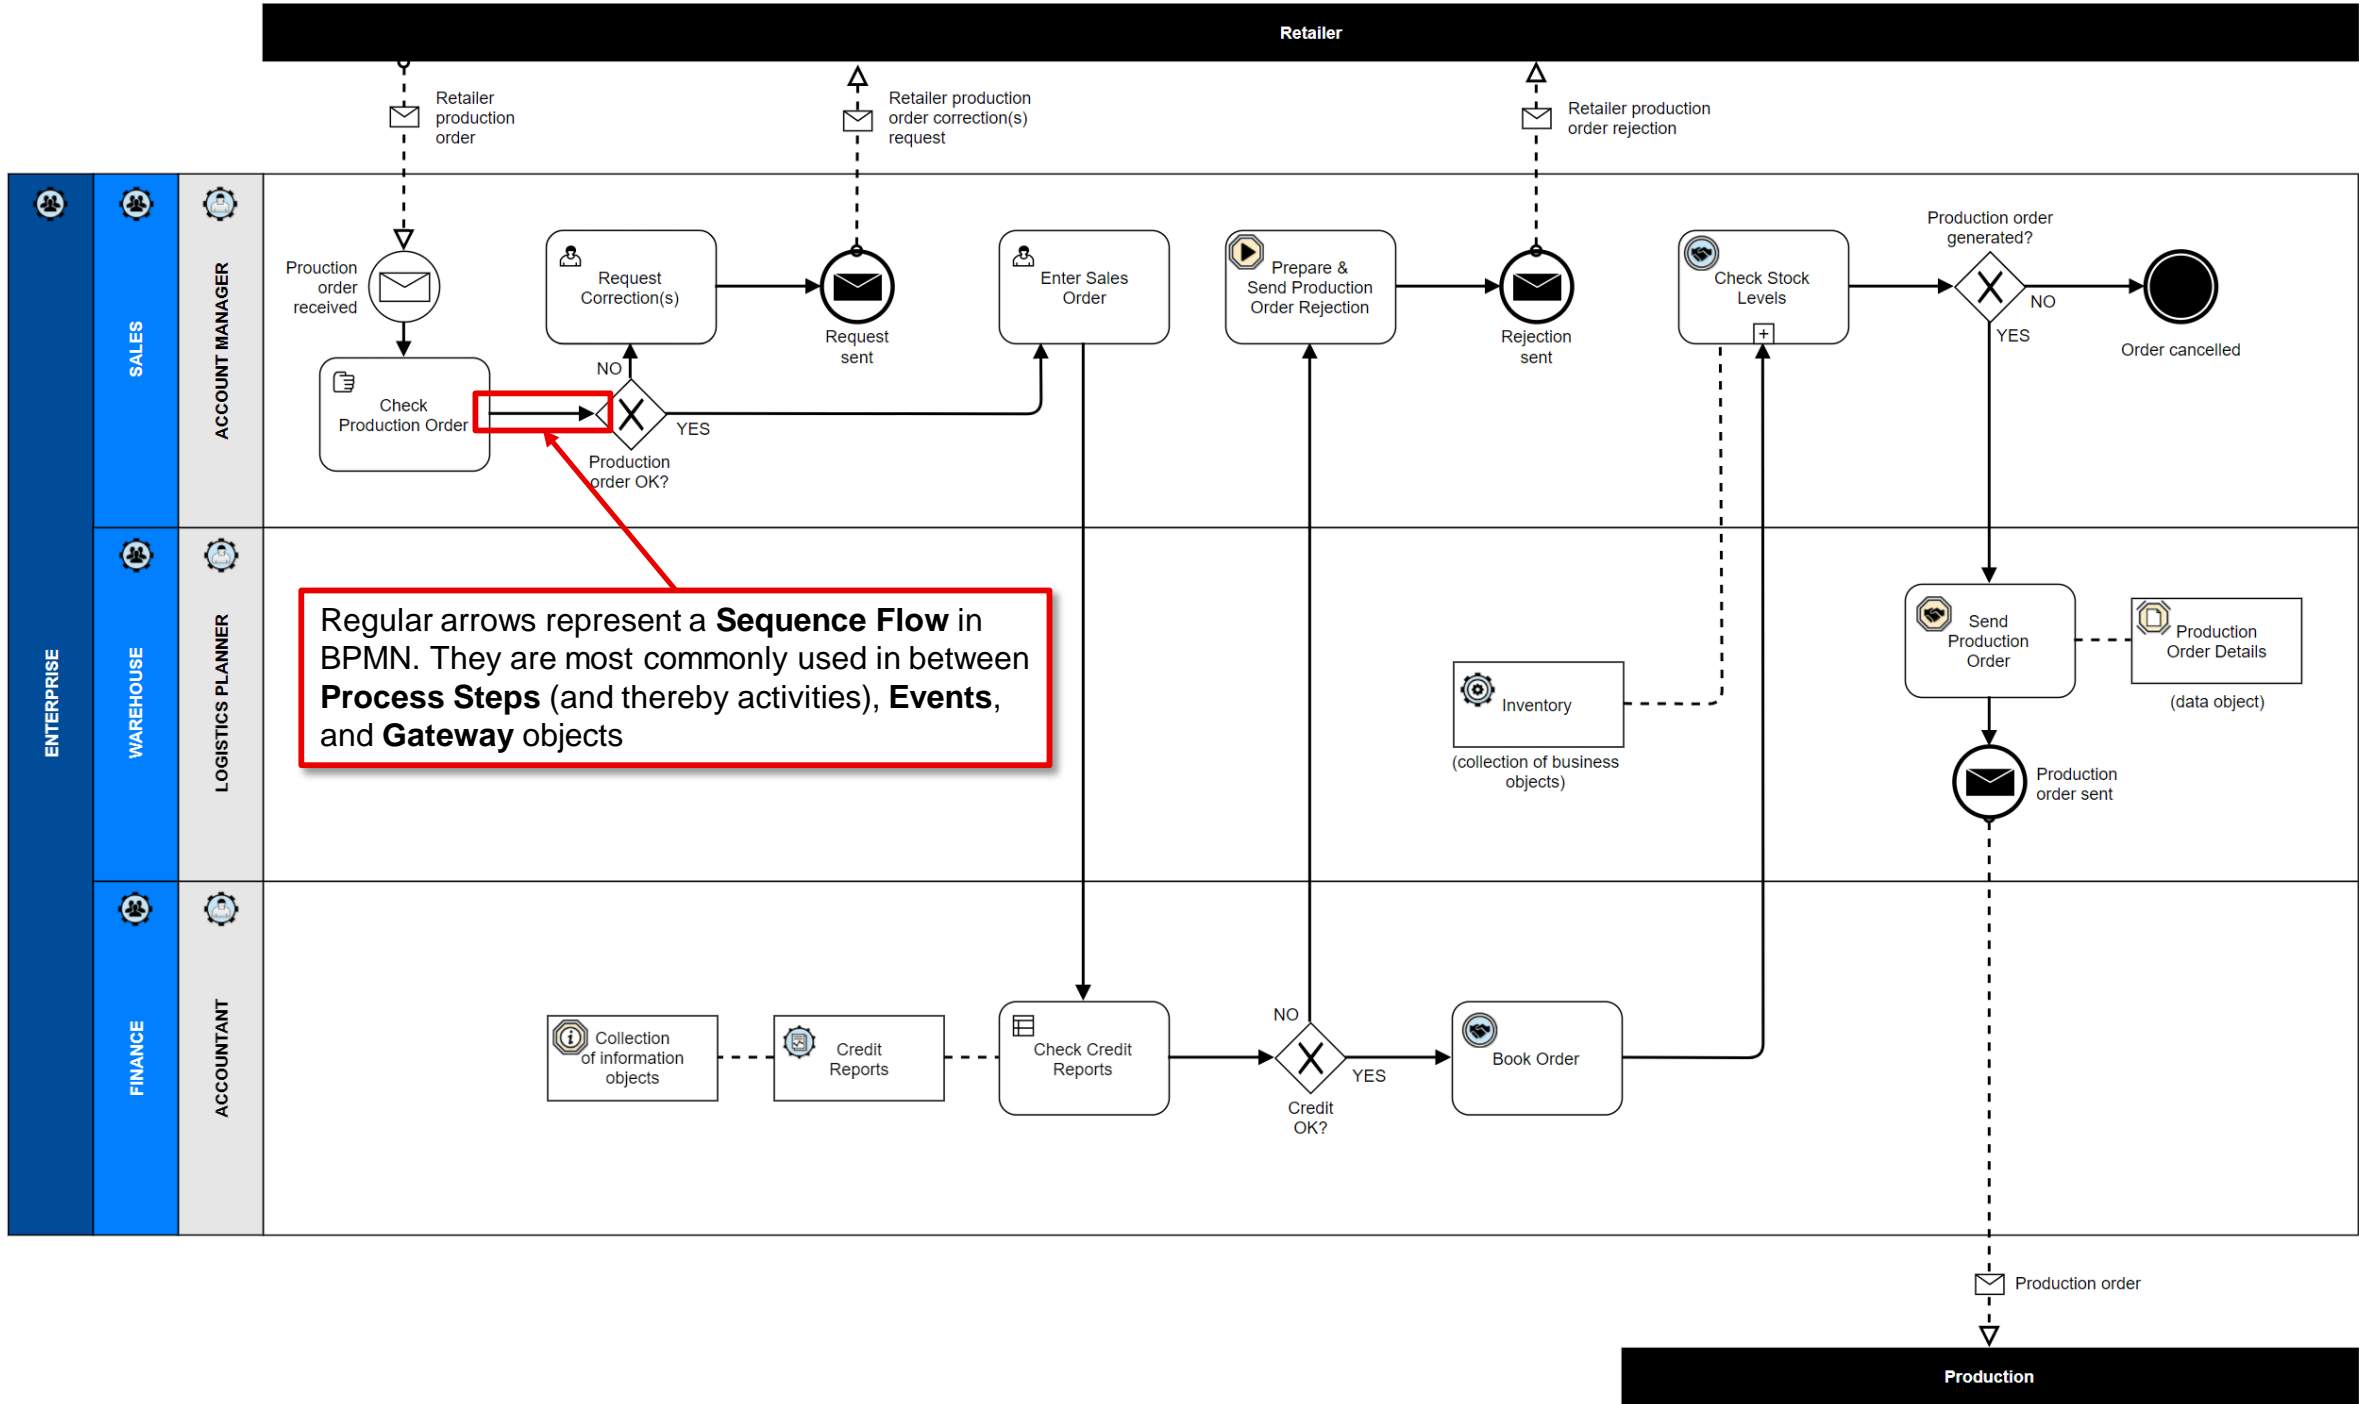 Retailer
Retailer
production
order
Retailer production
order correction(s)
request
Retailer production
order rejection
ENTERPRISE
SALES
ACCOUNT MANAGER
Prouction
order
received
Request
Correction(s)
Request
sent
Enter Sales
Order
Prepare &
Send Production
Order Rejection
Rejection
sent
Check Stock
Levels
Production order
generated?
NO
YES
Order cancelled
Check
Production Order
NO
YES
Production
order OK?
WAREHOUSE
LOGISTICS PLANNER
Regular arrows represent a Sequence Flow in
BPMN. They are most commonly used in between
Process Steps (and thereby activities), Events,
and Gateway objects
Inventory
(collection of business
objects)
Send
Production
Order
Production
Order Details
(data object)
Production
order sent
FINANCE
ACCOUNTANT
Collection
of information
objects
Credit
Reports
Check Credit
Reports
NO
YES
Credit
OK?
Book Order
Production order
Production